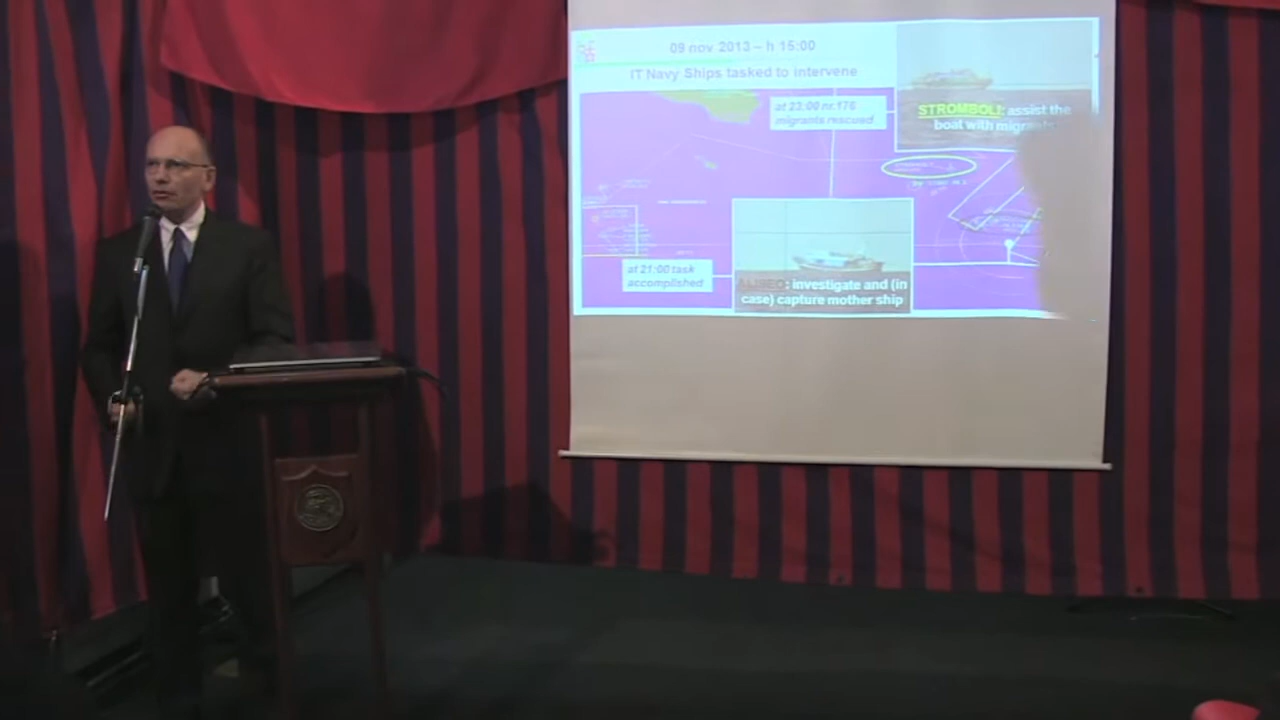 09 nov 2013 – h 15:00
IT Navy Ships tasked to intervene
at 23:00 nr.176
migrants rescued
STROMBOLI: assist the
boat with migrants
at 21:00 task
accomplished
: investigate and (in
case) capture mother ship